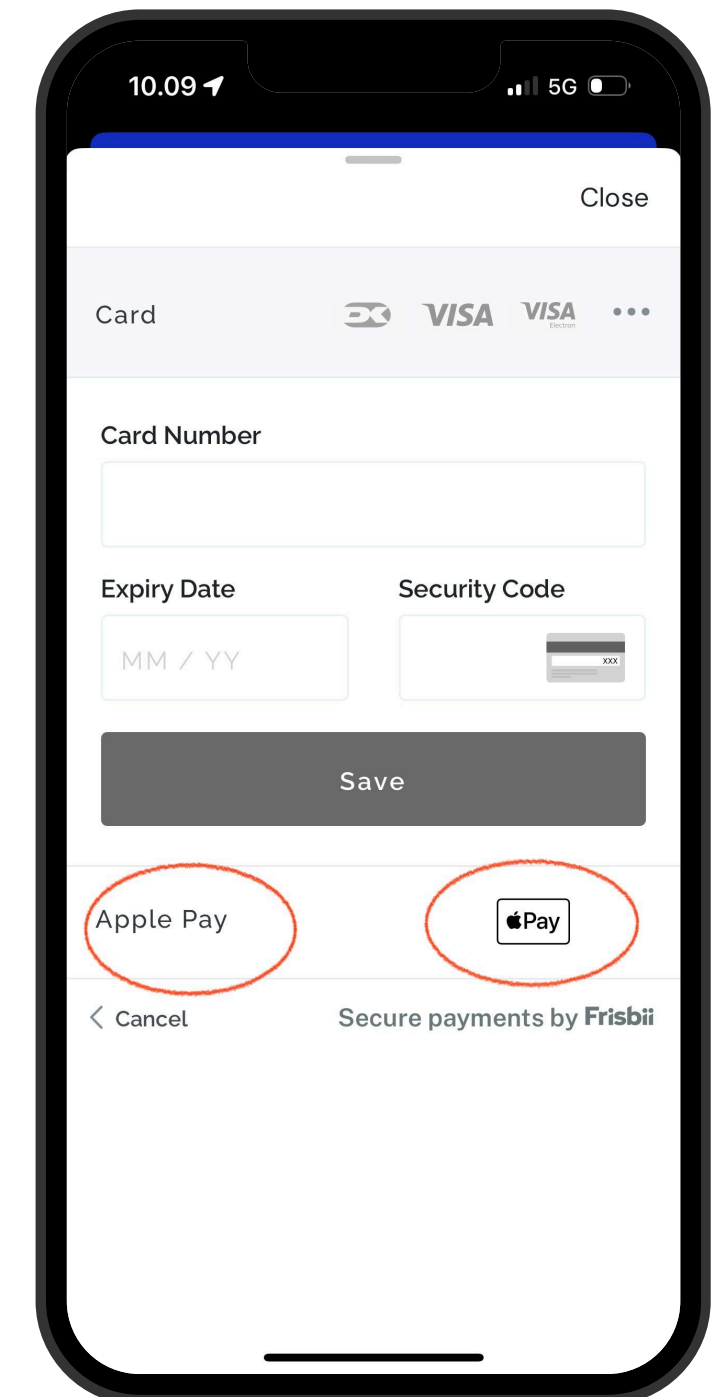 10.09 5G
Close
Card VISA VISA
Electron
Card Number
Expiry Date Security Code
MM / YY XXX
Save
Apple Pay Pay
Cancel Secure payments by Frisbii